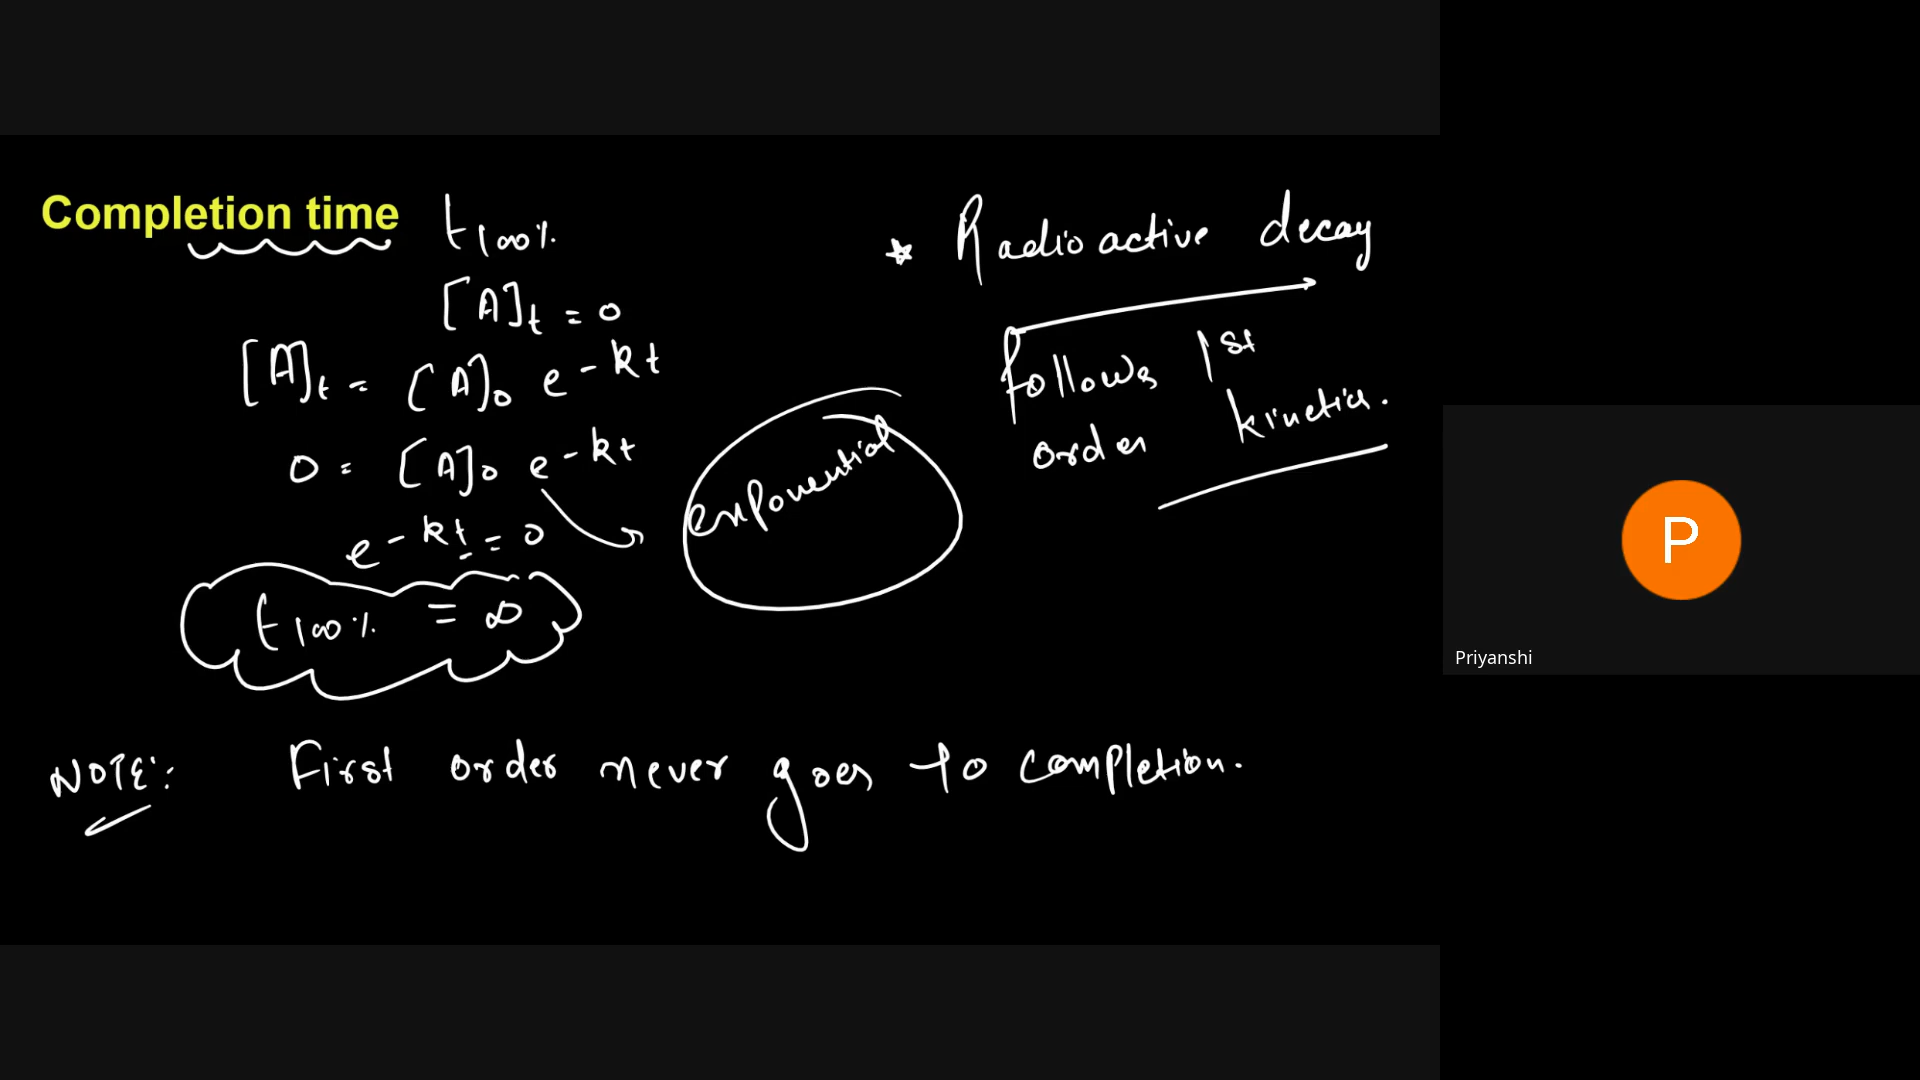 Completion time t100%
[A]t = 0
[A]t = [A]0 e-kt
0 = [A]0 e-kt
e-kt = 0
t100% = ∞
exponential
* Radioactive decay
follows 1st
order kinetics.
NOTE: First order never goes to completion.
P
Priyanshi